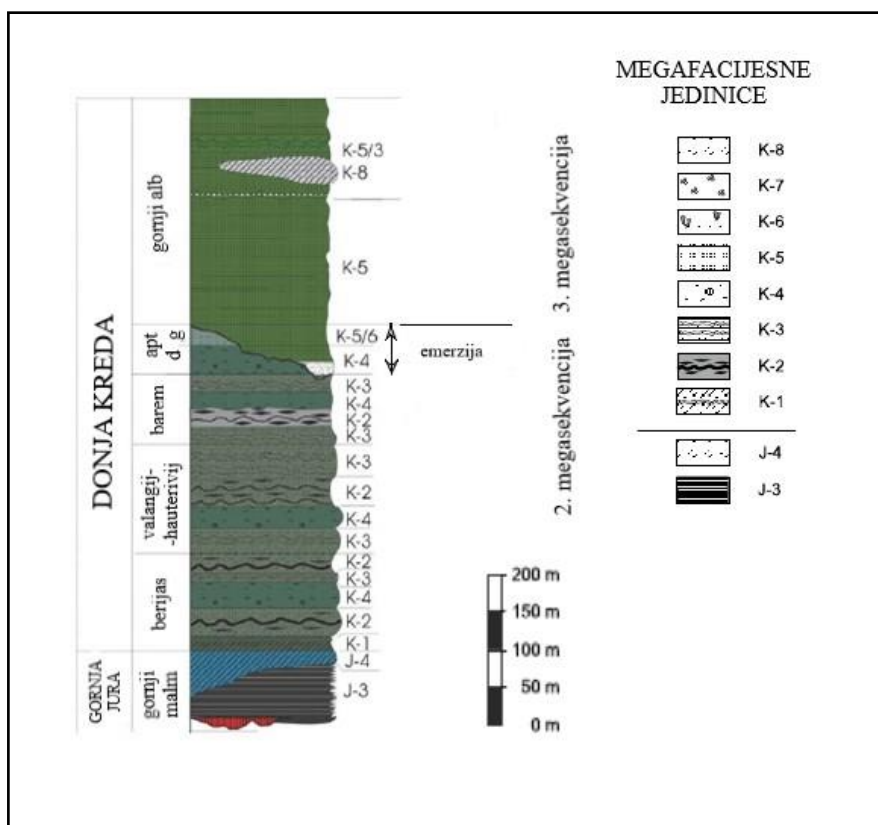 MEGAFACIJESNE
JEDINICE
K-8
K-7
K-6
K-5
K-4
K-3
K-2
K-1
J-4
J-3
3. megasekvencija
2. megasekvencija
DONJA KREDA
GORNJA
JURA
gornji alb
apt
d g
barem
valangij-
-hauterivij
berijas
gornji
malm
K-5/3
K-8
K-5
K-5/6
K-4
K-3
K-4
K-2
K-3
K-3
K-2
K-4
K-3
K-2
K-3
K-4
K-2
K-1
J-4
J-3
emerzija
200 m
150 m
100 m
50 m
0 m